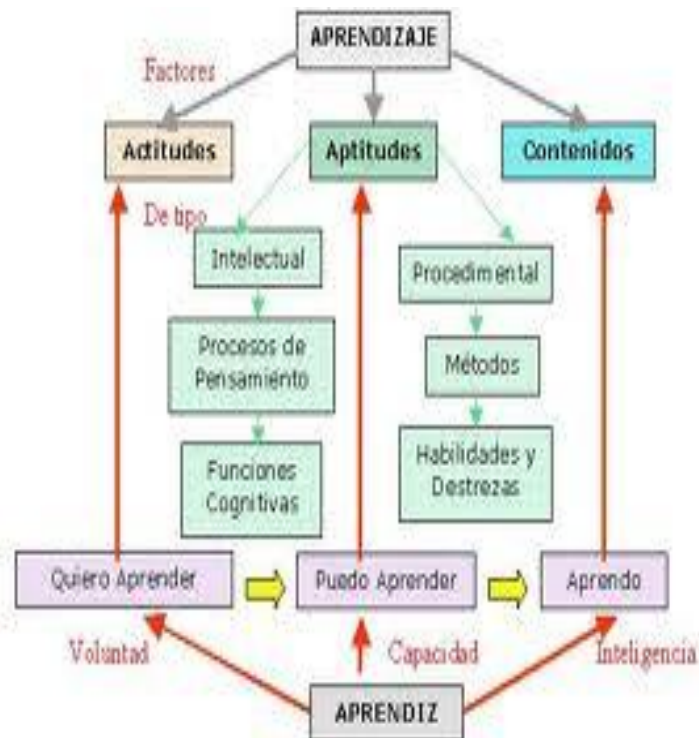 APRENDIZAJE
Factores
Actitudes
Aptitudes
Contenidos
De tipo
Intelectual
Procedimental
Procesos de
Pensamiento
Métodos
Funciones
Cognitivas
Habilidades y
Destrezas
Quiero Aprender
Puedo Aprender
Aprendo
Voluntad
Capacidad
Inteligencia
APRENDIZ